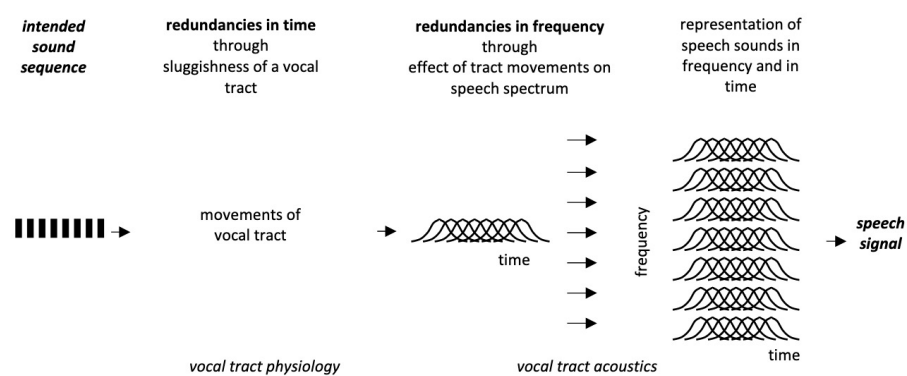 intended
sound
sequence
redundancies in time
through
sluggishness of a vocal
tract
redundancies in frequency
through
effect of tract movements on
speech spectrum
representation of
speech sounds in
frequency and in
time
movements of
vocal tract
time
frequency
speech
signal
time
vocal tract physiology
vocal tract acoustics